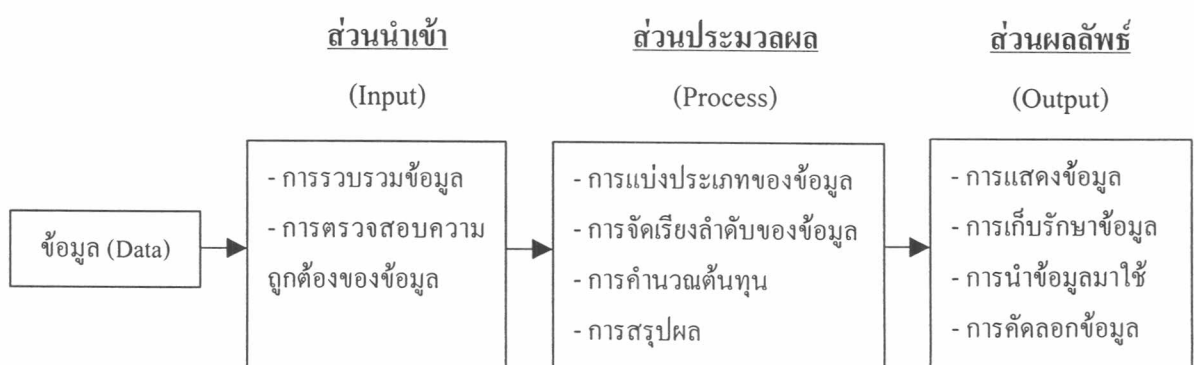 ส่วนนำเข้า
(Input)
ส่วนประมวลผล
(Process)
ส่วนผลลัพธ์
(Output)
ข้อมูล (Data)
- การรวบรวมข้อมูล
- การตรวจสอบความ
ถูกต้องของข้อมูล
- การแบ่งประเภทของข้อมูล
- การจัดเรียงลำดับของข้อมูล
- การคำนวณต้นทุน
- การสรุปผล
- การแสดงข้อมูล
- การเก็บรักษาข้อมูล
- การนำข้อมูลมาใช้
- การคัดลอกข้อมูล